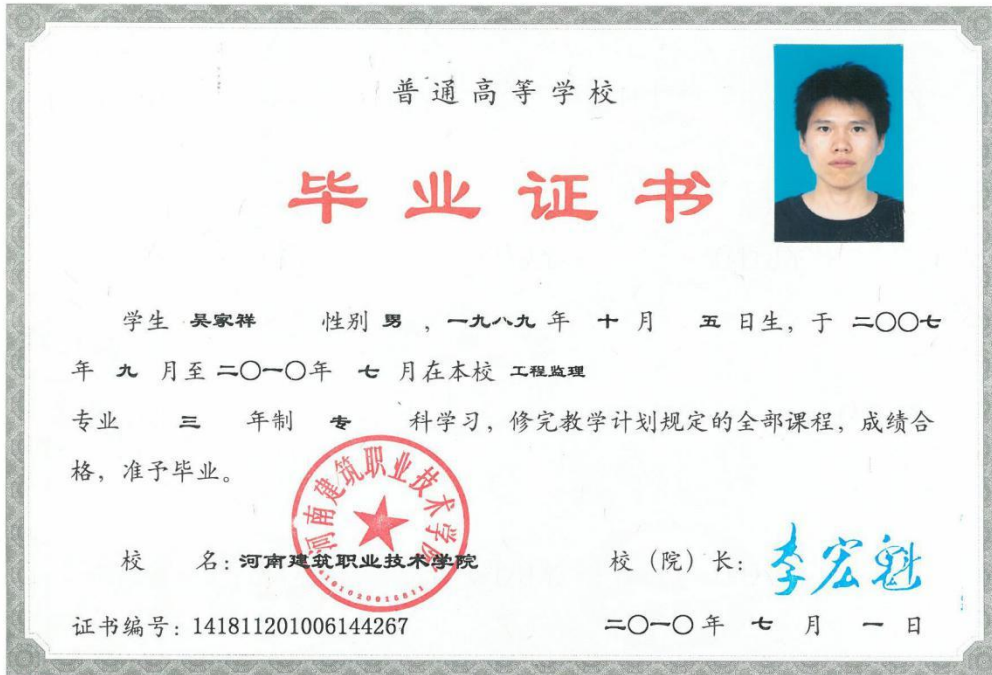 普通高等学校
毕业证书
学生 吴家祥 性别 男 ，一九八九 年 十 月 五 日生，于 二〇〇七
年 九 月至 二〇一〇年 七 月在本校 工程监理
专业 三 年制 专 科学习，修完教学计划规定的全部课程，成绩合
格，准予毕业。
河南建筑职业技术学院
校 名：河南建筑职业技术学院 校（院）长：李宏魁
证书编号：141811201006144267 二〇一〇 年 七 月 一 日